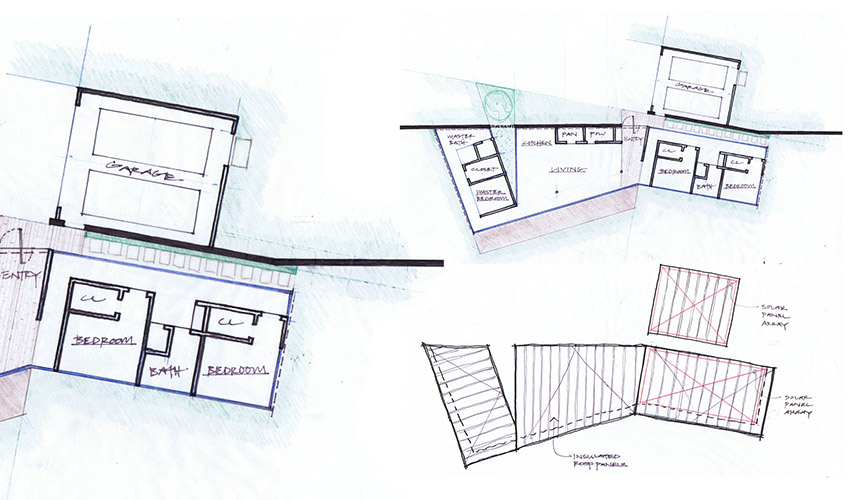 GARAGE
ENTRY
CL
BEDROOM
BATH
CL
BEDROOM
GARAGE
MASTER
BATH
CLOSET
MASTER
BEDROOM
KITCHEN
PAN
POW
LIVING
ENTRY
CL
BEDROOM
BATH
CL
BEDROOM
SOLAR
PANEL
ARRAY
SOLAR
PANEL
ARRAY
INSULATED
ROOF PANELS